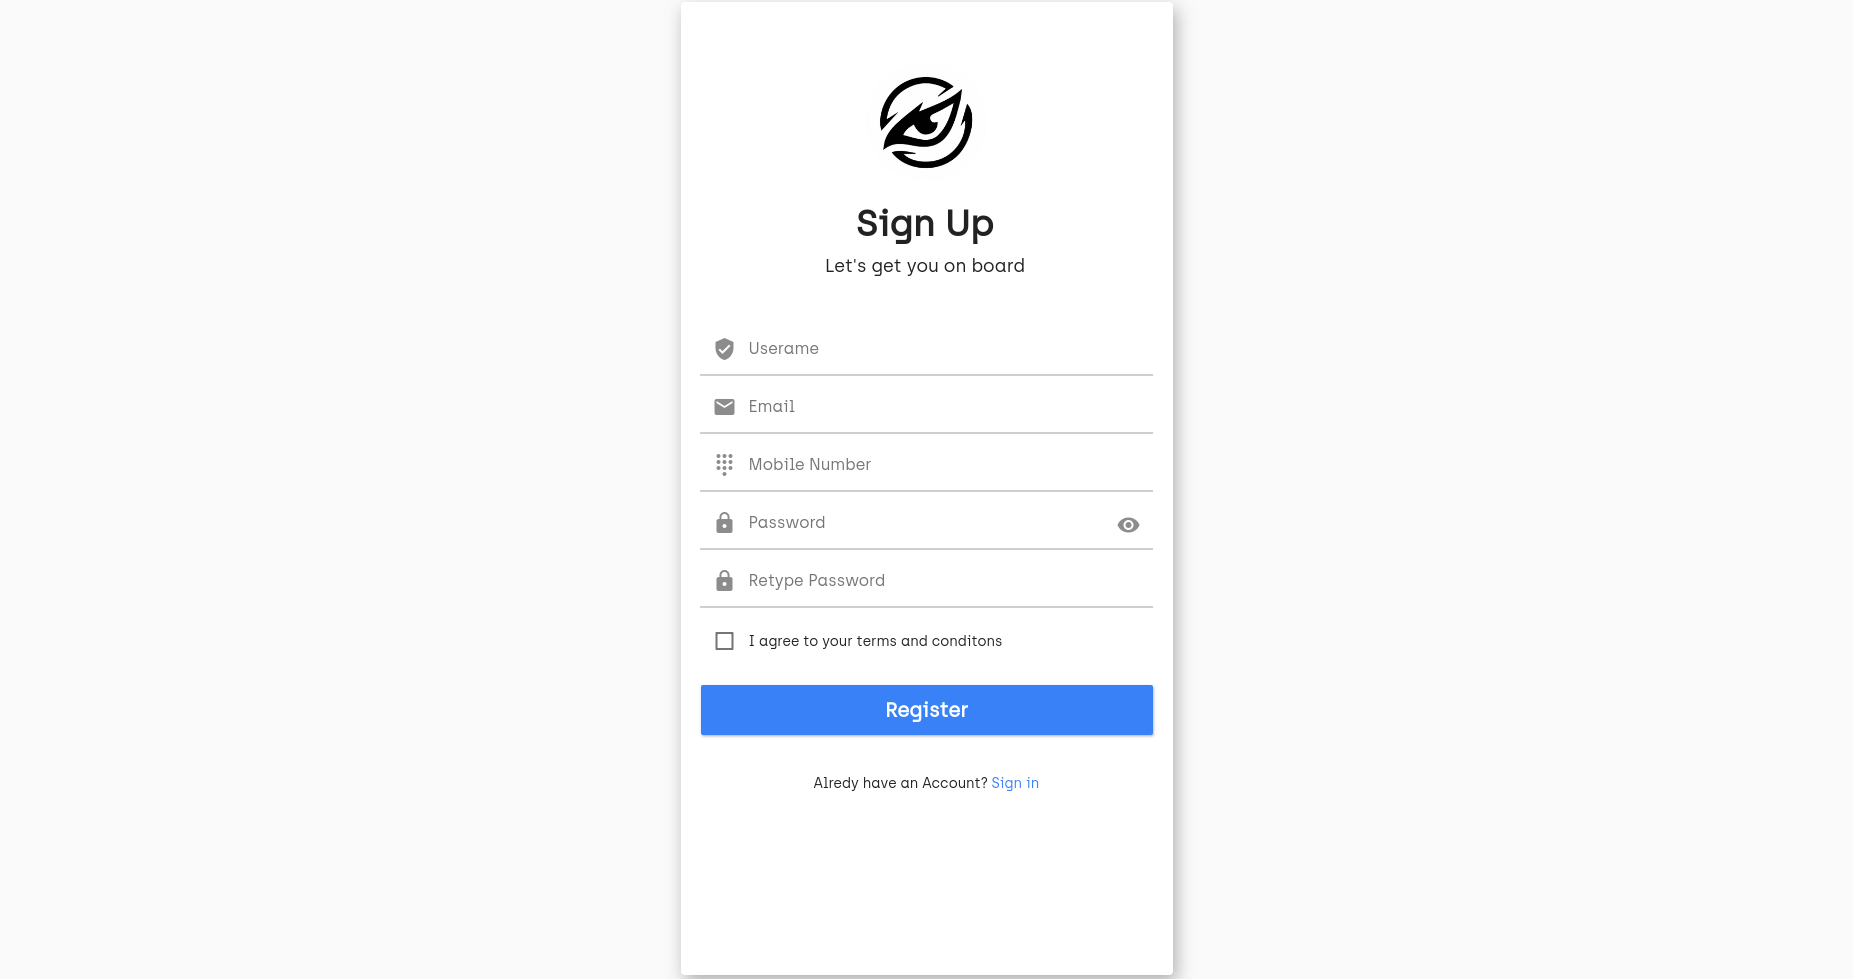 Sign Up
Let's get you on board
Userame
Email
Mobile Number
Password
Retype Password
I agree to your terms and conditons
Register
Alredy have an Account? Sign in